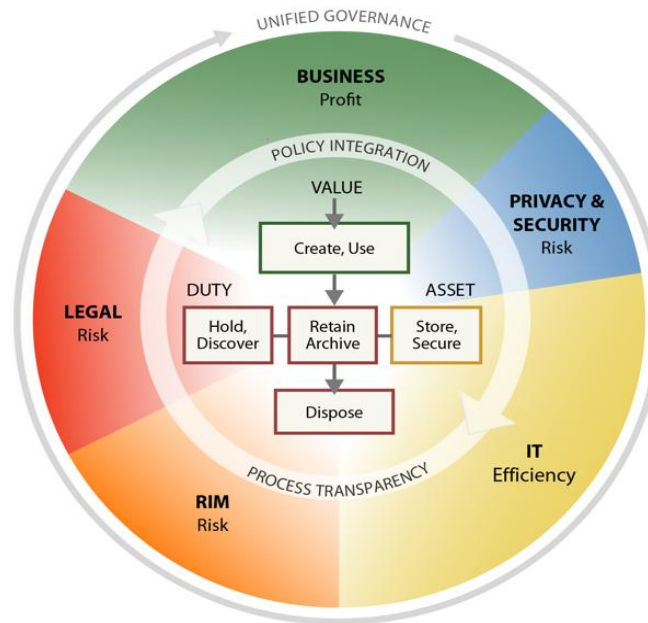 UNIFIED GOVERNANCE
BUSINESS
Profit
POLICY INTEGRATION
VALUE
PRIVACY &
SECURITY
Risk
Create, Use
DUTY
ASSET
LEGAL
Risk
Hold,
Discover
Retain
Archive
Store,
Secure
Dispose
IT
Efficiency
PROCESS TRANSPARENCY
RIM
Risk